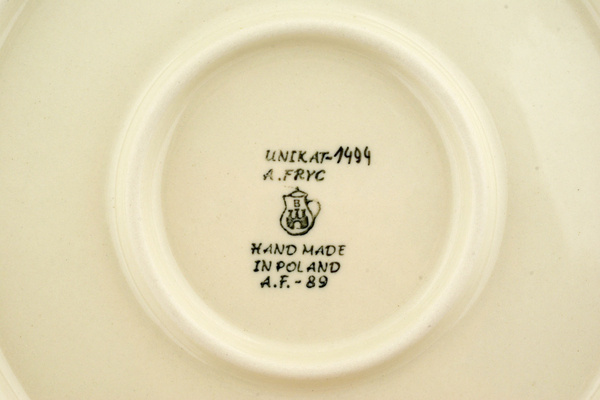 UNIKAT-1494
A.FRYC
B
HAND MADE
IN POLAND
A.F.-89